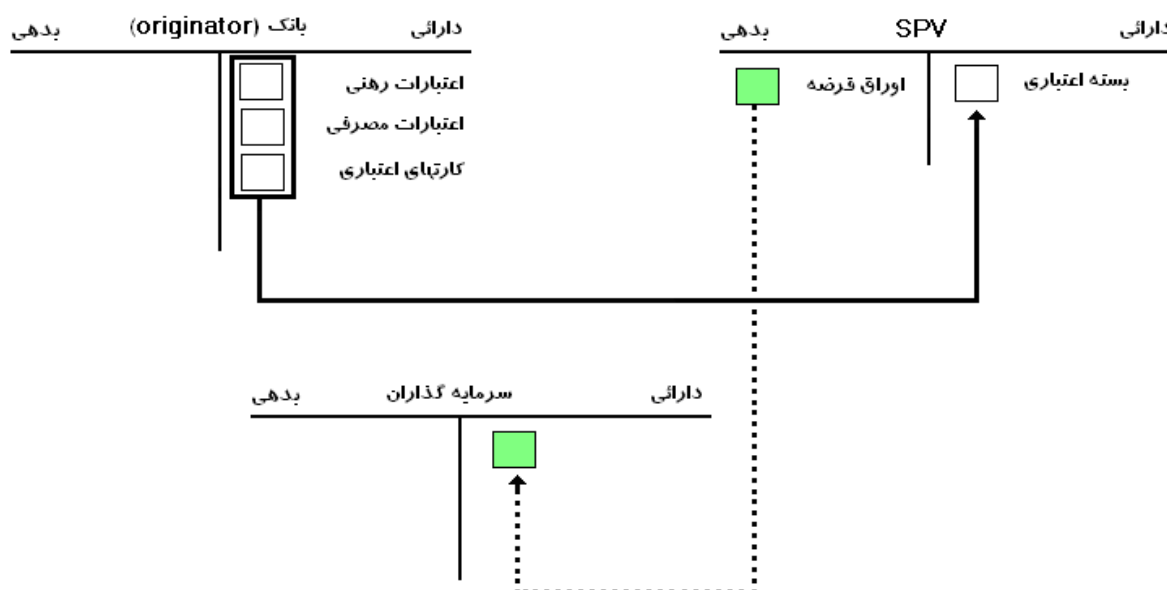 دارائی بانک (originator) بدهی
اعتبارات رهنی
اعتبارات مصرفی
کارتهای اعتباری
دارائی SPV بدهی
بسته اعتباری
اوراق قرضه
دارائی سرمایه گذاران بدهی